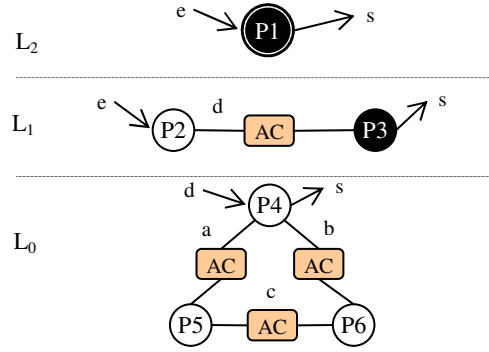 L2 e P1 s
L1 e P2 d AC P3 s
L0 d P4 s
a b
AC AC
c
P5 AC P6